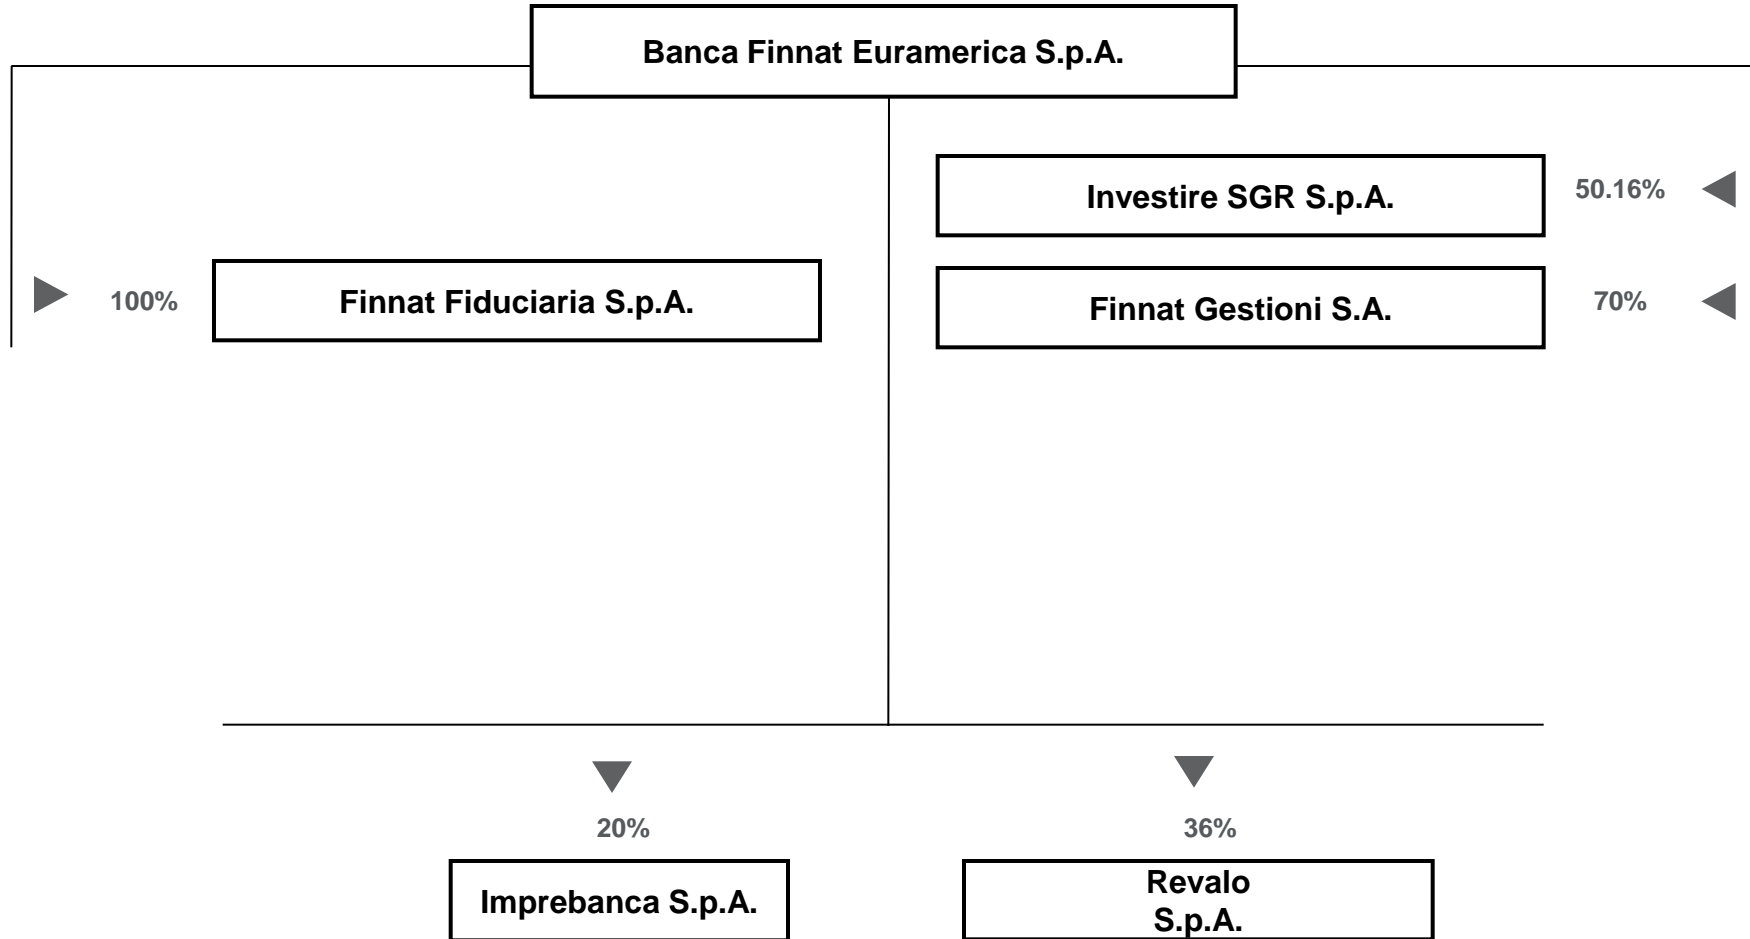 Banca Finnat Euramerica S.p.A.
Investire SGR S.p.A.
50.16%
100%
Finnat Fiduciaria S.p.A.
Finnat Gestioni S.A.
70%
20%
36%
Imprebanca S.p.A.
Revalo
S.p.A.